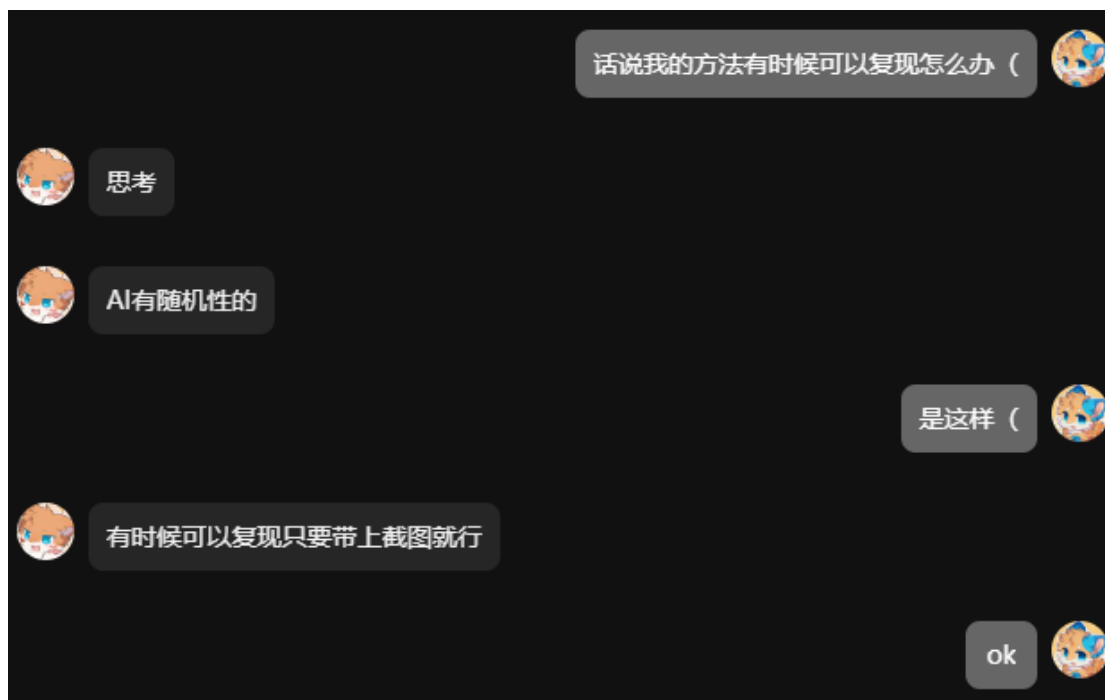 话说我的方法有时候可以复现怎么办（
思考
AI有随机性的
是这样（
有时候可以复现只要带上截图就行
ok